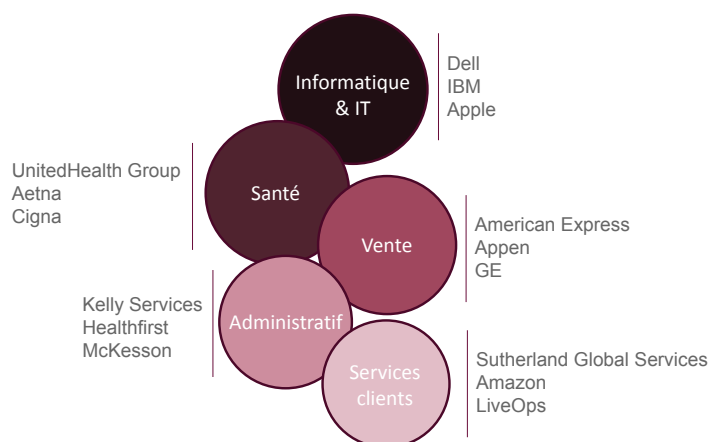 Informatique
& IT
Dell
IBM
Apple
UnitedHealth Group
Aetna
Cigna
Santé
Vente
American Express
Appen
GE
Kelly Services
Healthfirst
McKesson
Administratif
Services
clients
Sutherland Global Services
Amazon
LiveOps